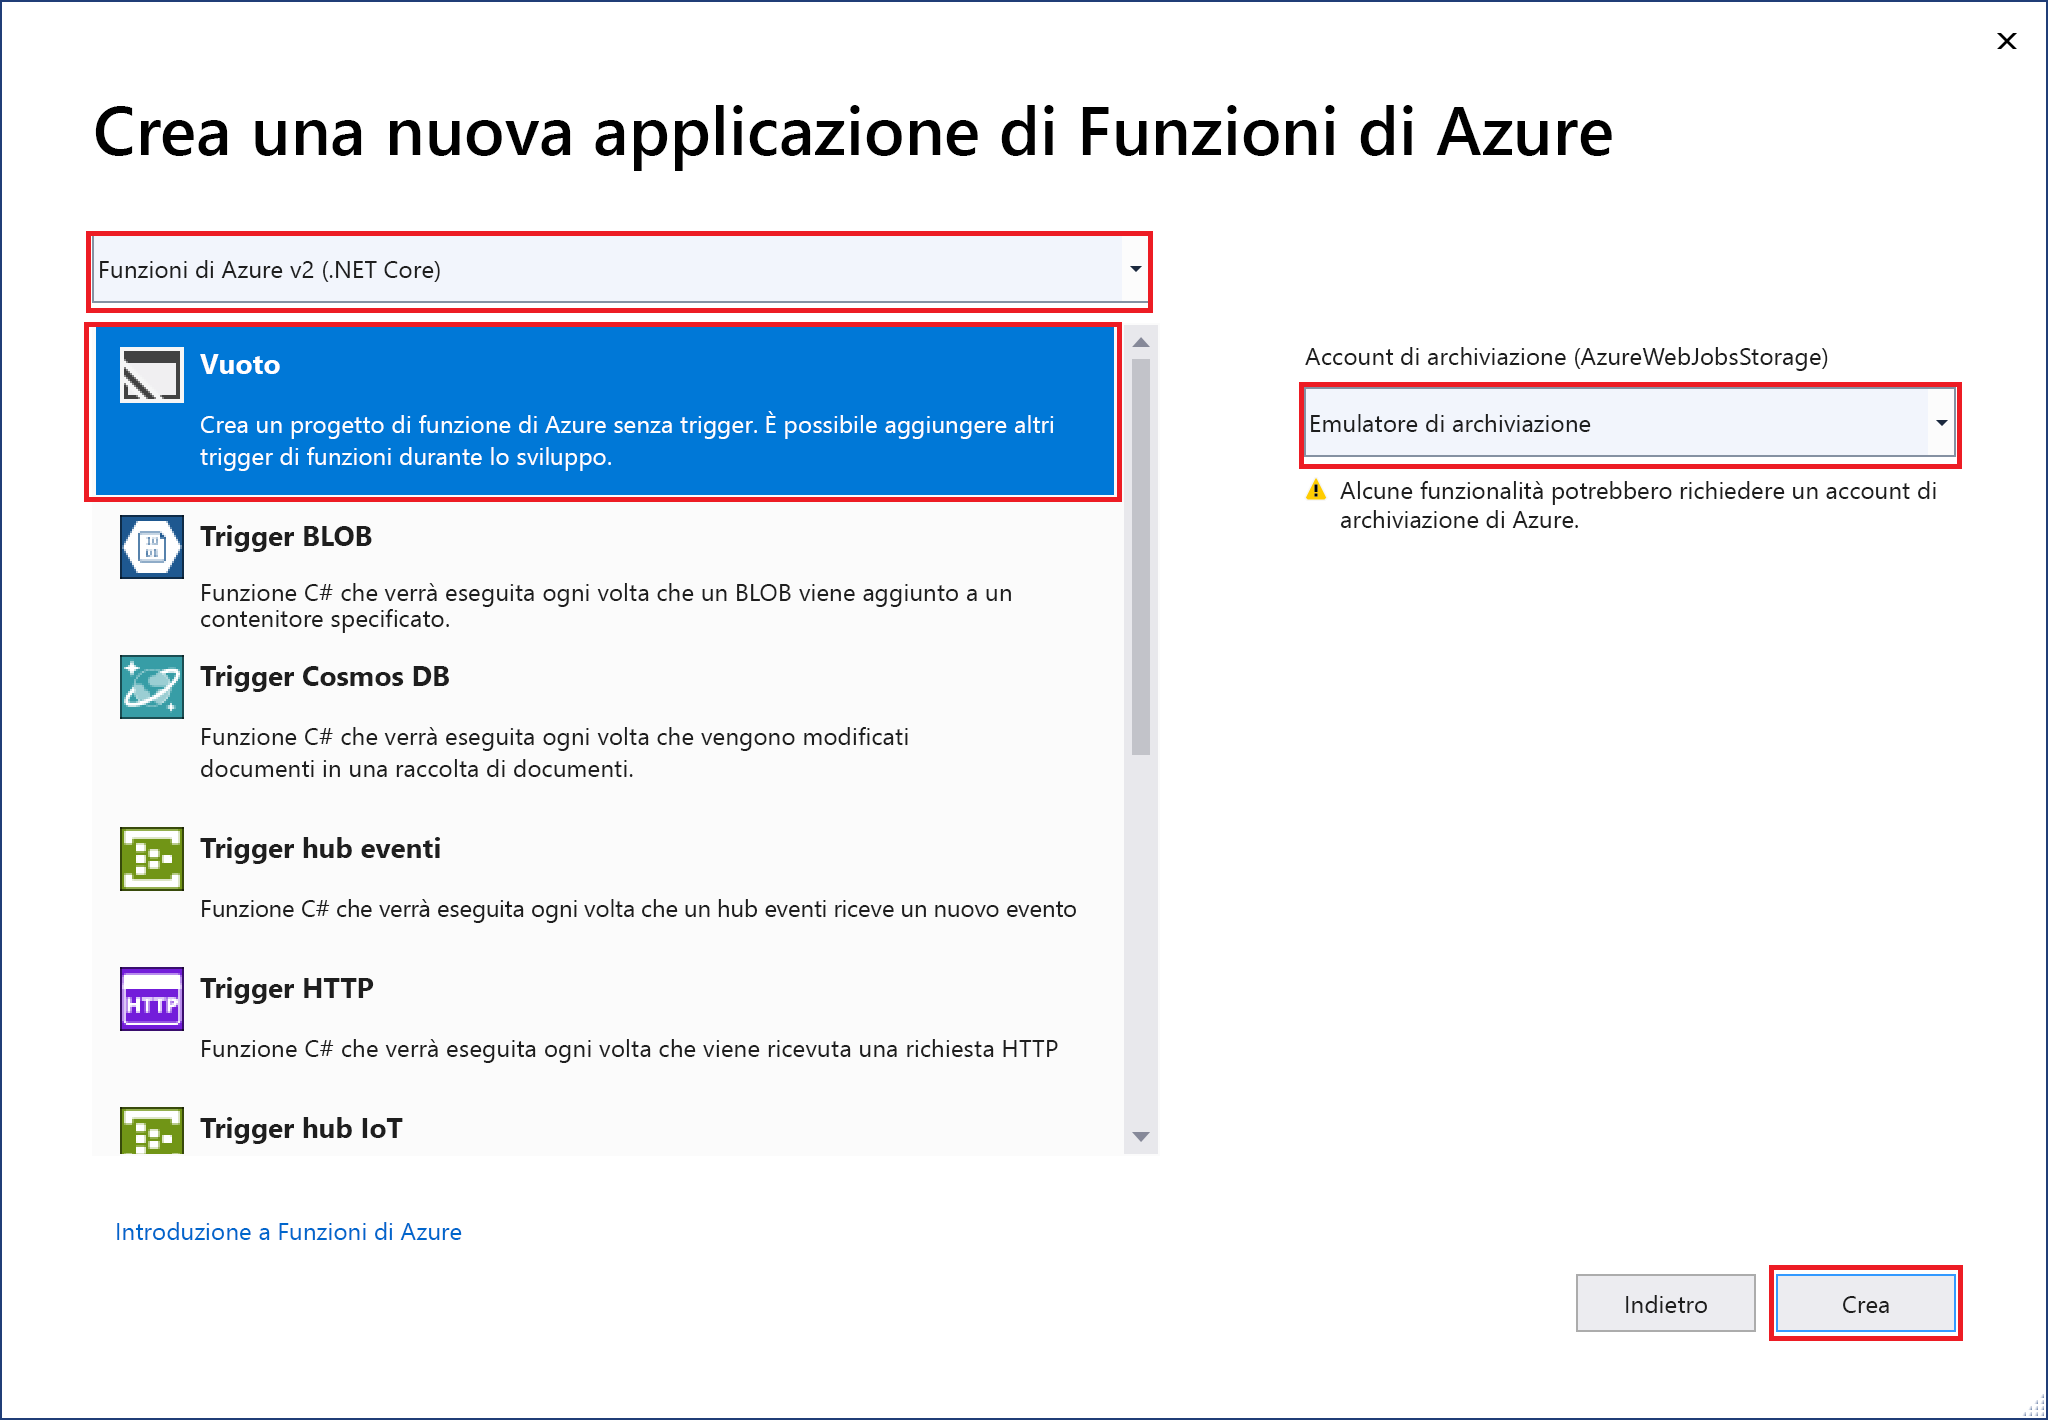 Crea una nuova applicazione di Funzioni di Azure
Funzioni di Azure v2 (.NET Core)
Vuoto
Crea un progetto di funzione di Azure senza trigger. È possibile aggiungere altri
trigger di funzioni durante lo sviluppo.
Trigger BLOB
Funzione C# che verrà eseguita ogni volta che un BLOB viene aggiunto a un
contenitore specificato.
Trigger Cosmos DB
Funzione C# che verrà eseguita ogni volta che vengono modificati
documenti in una raccolta di documenti.
Trigger hub eventi
Funzione C# che verrà eseguita ogni volta che un hub eventi riceve un nuovo evento
HTTP
Trigger HTTP
Funzione C# che verrà eseguita ogni volta che viene ricevuta una richiesta HTTP
Trigger hub IoT
Account di archiviazione (AzureWebJobsStorage)
Emulatore di archiviazione
Alcune funzionalità potrebbero richiedere un account di
archiviazione di Azure.
Introduzione a Funzioni di Azure
Indietro
Crea